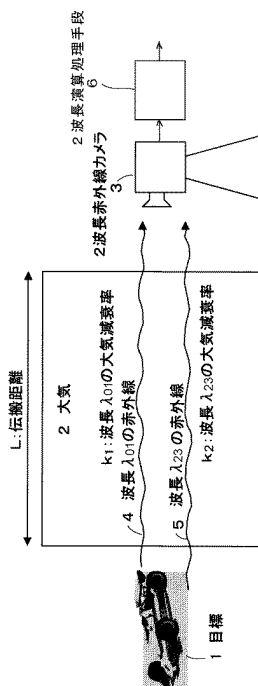 L:伝搬距離
2 大気
k1:波長λ01の大気減衰率
4 波長λ01の赤外線
5 波長λ23の赤外線
k2:波長λ23の大気減衰率
1 目標
2波長赤外線カメラ
3
2波長演算処理手段
6